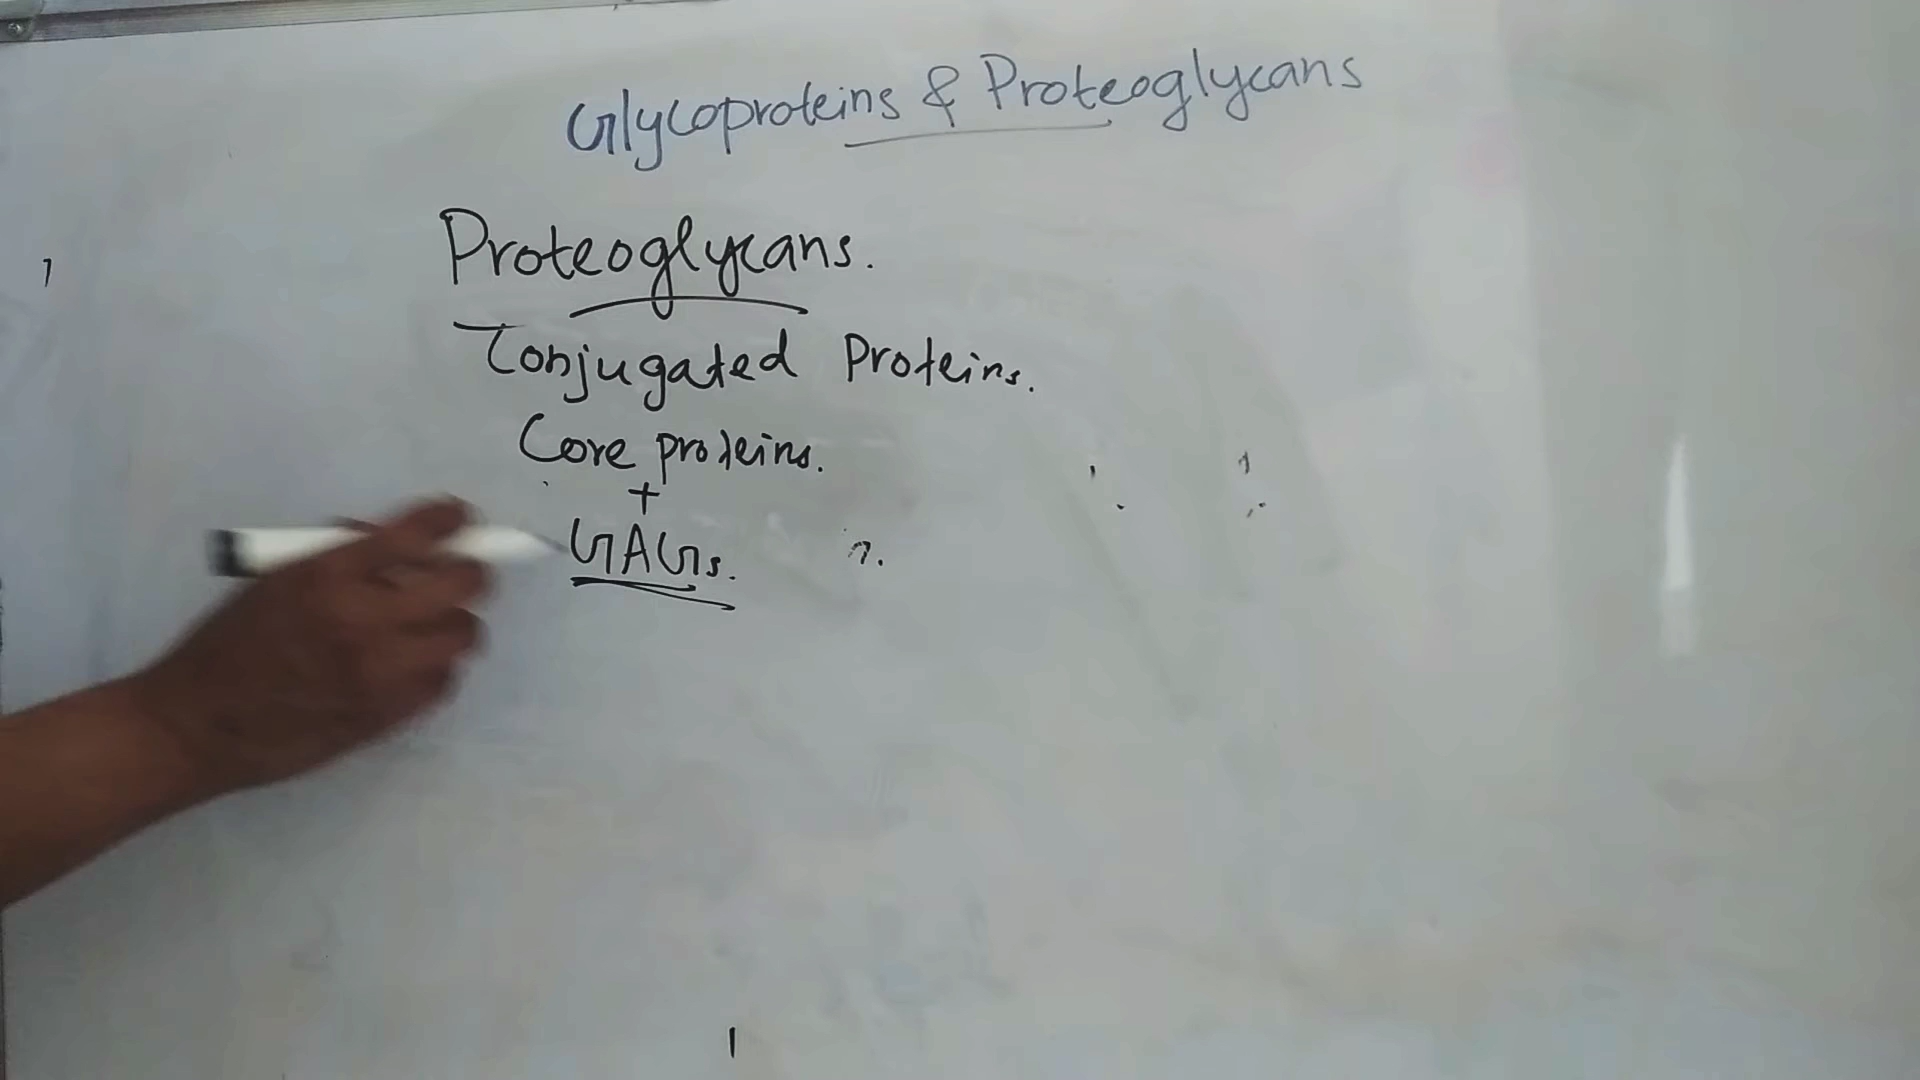 Glycoproteins & Proteoglycans
Proteoglycans.
Conjugated Proteins.
Core proteins.
+
GAGs.